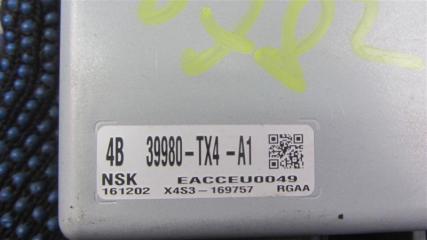 4B 39980-TX4-A1
NSK EACCEU0049
161202 X4S3-169757 RGAA